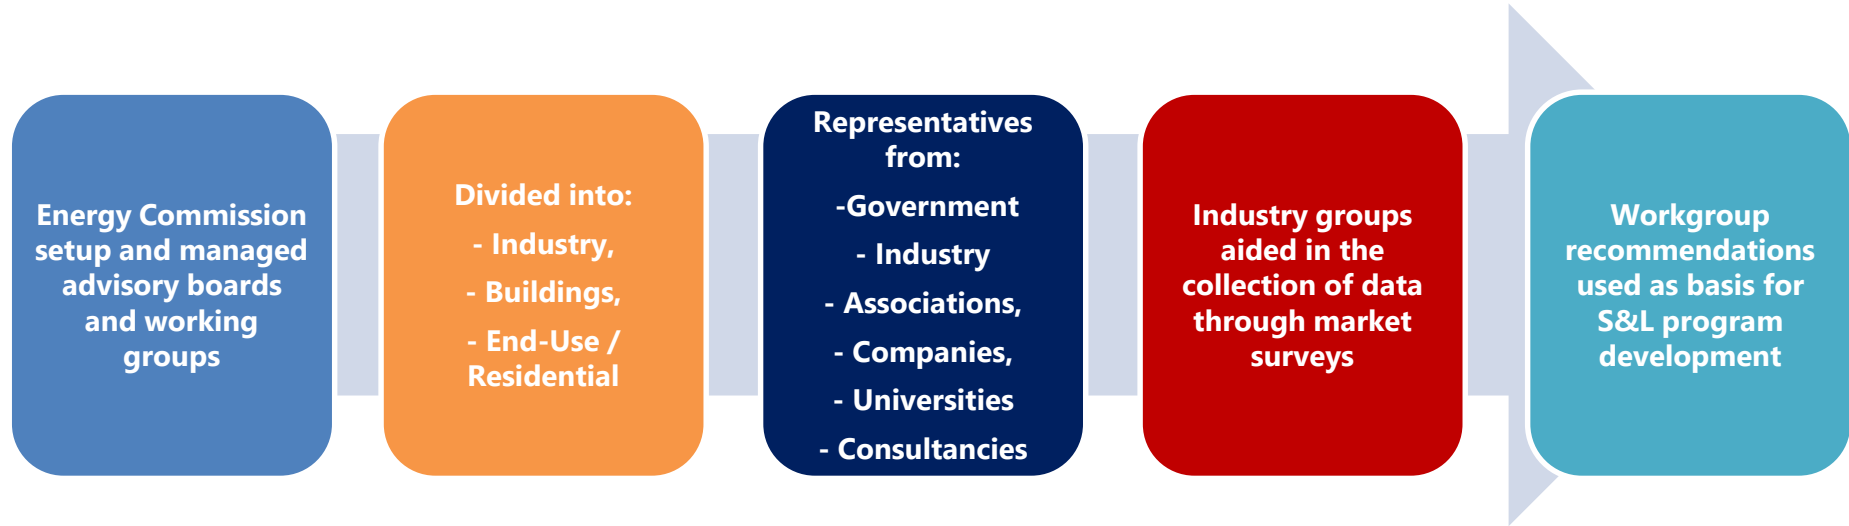 Energy Commission
setup and managed
advisory boards
and working
groups
Divided into:
- Industry,
- Buildings,
- End-Use /
Residential
Representatives
from:
-Government
- Industry
- Associations,
- Companies,
- Universities
- Consultancies
Industry groups
aided in the
collection of data
through market
surveys
Workgroup
recommendations
used as basis for
S&L program
development